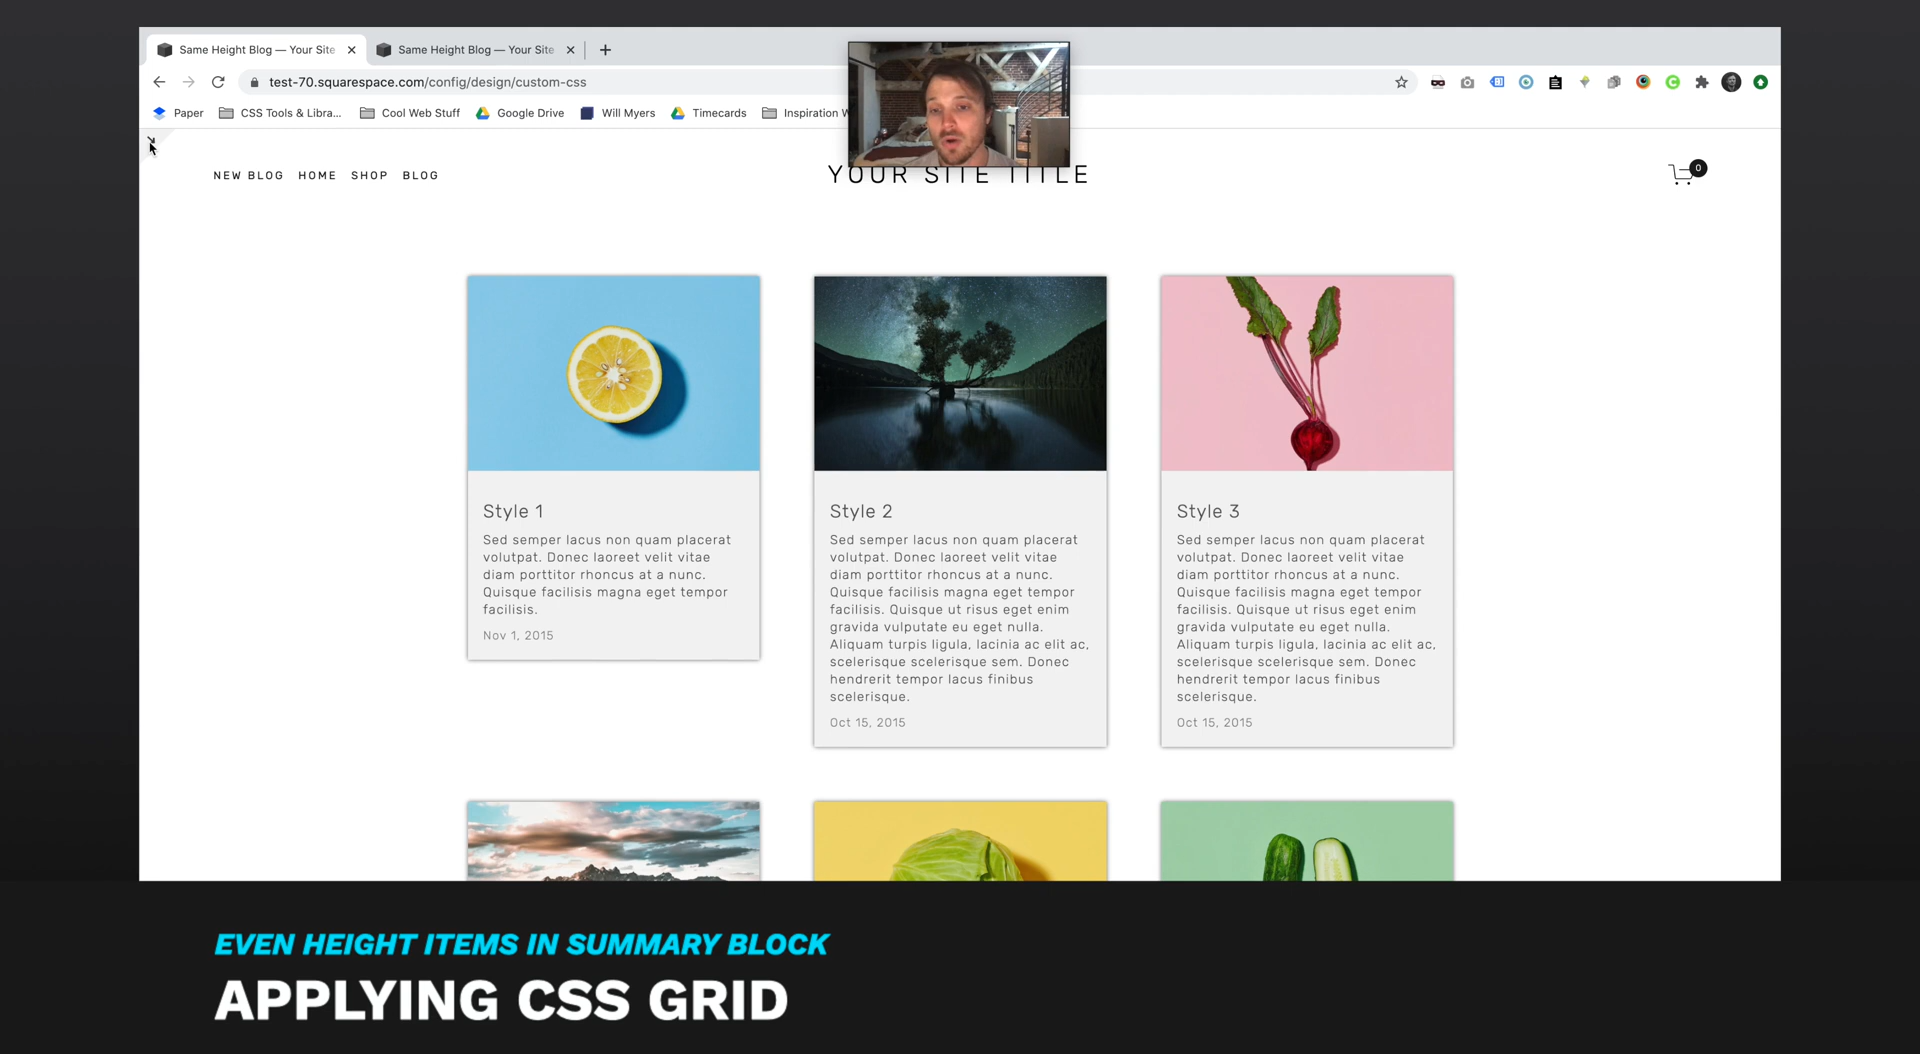 Same Height Blog — Your Site
Same Height Blog — Your Site
test-70.squarespace.com/config/design/custom-css
Paper
CSS Tools & Libra...
Cool Web Stuff
Google Drive
Will Myers
Timecards
Inspiration W
NEW BLOG HOME SHOP BLOG
YOUR SITE TITLE
0
Style 1
Sed semper lacus non quam placerat
volutpat. Donec laoreet velit vitae
diam porttitor rhoncus at a nunc.
Quisque facilisis magna eget tempor
facilisis.
Nov 1, 2015
Style 2
Sed semper lacus non quam placerat
volutpat. Donec laoreet velit vitae
diam porttitor rhoncus at a nunc.
Quisque facilisis magna eget tempor
facilisis. Quisque ut risus eget enim
gravida vulputate eu eget nulla.
Aliquam turpis ligula, lacinia ac elit ac,
scelerisque scelerisque sem. Donec
hendrerit tempor lacus finibus
scelerisque.
Oct 15, 2015
Style 3
Sed semper lacus non quam placerat
volutpat. Donec laoreet velit vitae
diam porttitor rhoncus at a nunc.
Quisque facilisis magna eget tempor
facilisis. Quisque ut risus eget enim
gravida vulputate eu eget nulla.
Aliquam turpis ligula, lacinia ac elit ac,
scelerisque scelerisque sem. Donec
hendrerit tempor lacus finibus
scelerisque.
Oct 15, 2015
EVEN HEIGHT ITEMS IN SUMMARY BLOCK
APPLYING CSS GRID